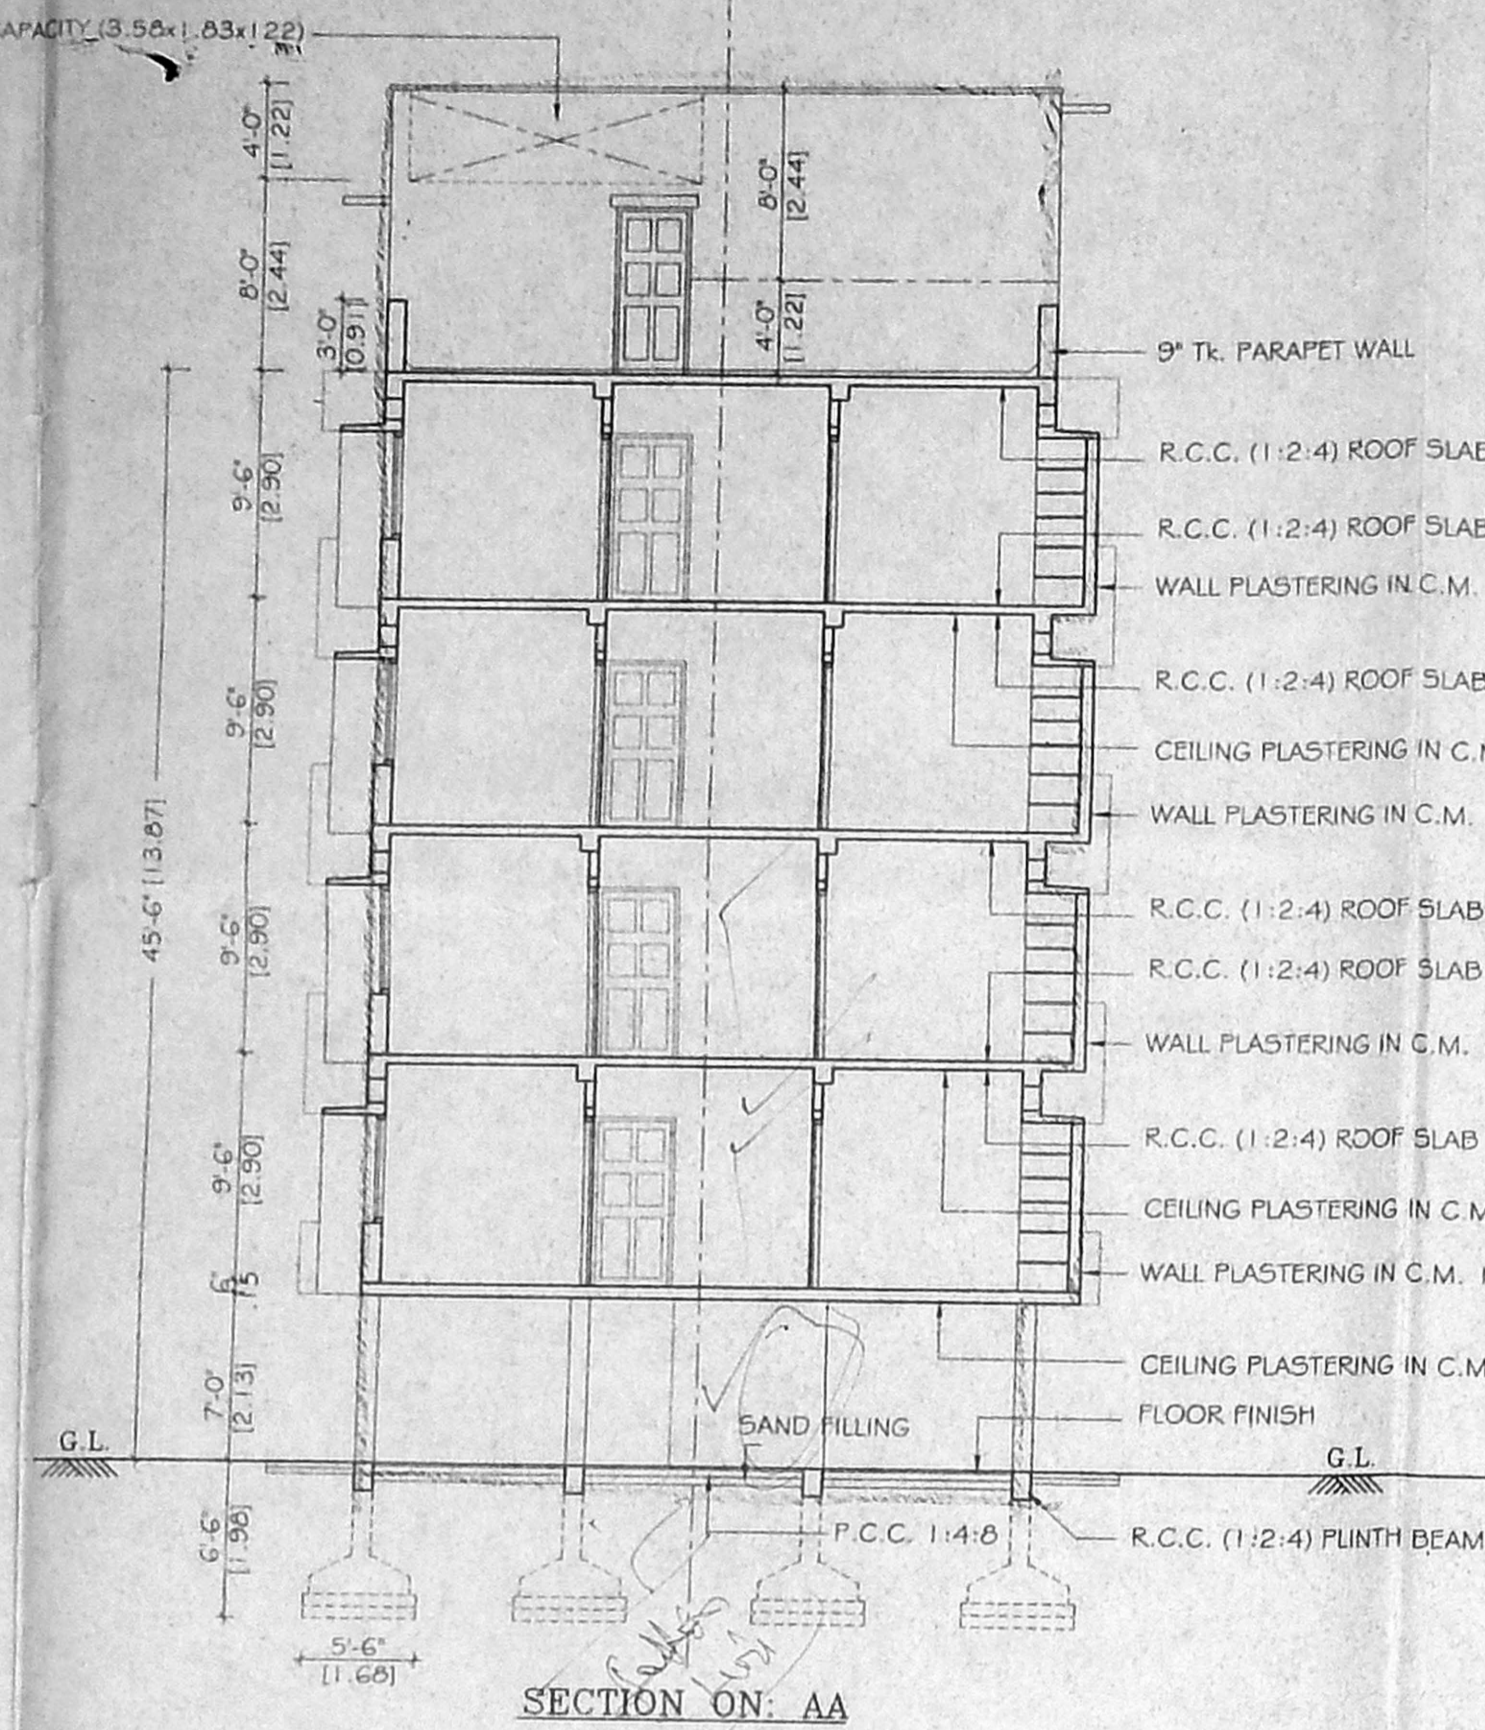 APACITY (3.58x1.83x122)
4'-0"
[1.22]
8'-0"
[2.44]
8'-0"
[2.44]
3'-0"
[0.91]
4'-0"
[1.22]
9" Tk. PARAPET WALL
R.C.C. (1:2:4) ROOF SLAB
9'-6"
[2.90]
R.C.C. (1:2:4) ROOF SLAB
WALL PLASTERING IN C.M.
R.C.C. (1:2:4) ROOF SLAB
9'-6"
[2.90]
CEILING PLASTERING IN C.M
WALL PLASTERING IN C.M.
45'-6" [13.87]
R.C.C. (1:2:4) ROOF SLAB
9'-6"
[2.90]
R.C.C. (1:2:4) ROOF SLAB
WALL PLASTERING IN C.M.
R.C.C. (1:2:4) ROOF SLAB
9'-6"
[2.90]
CEILING PLASTERING IN C.M
WALL PLASTERING IN C.M.
6"
.15
CEILING PLASTERING IN C.M
7'-0"
[2.13]
FLOOR FINISH
SAND FILLING
G.L.
G.L.
6'-6"
[1.98]
P.C.C. 1:4:8
R.C.C. (1:2:4) PLINTH BEAM
5'-6"
[1.68]
SECTION ON: AA